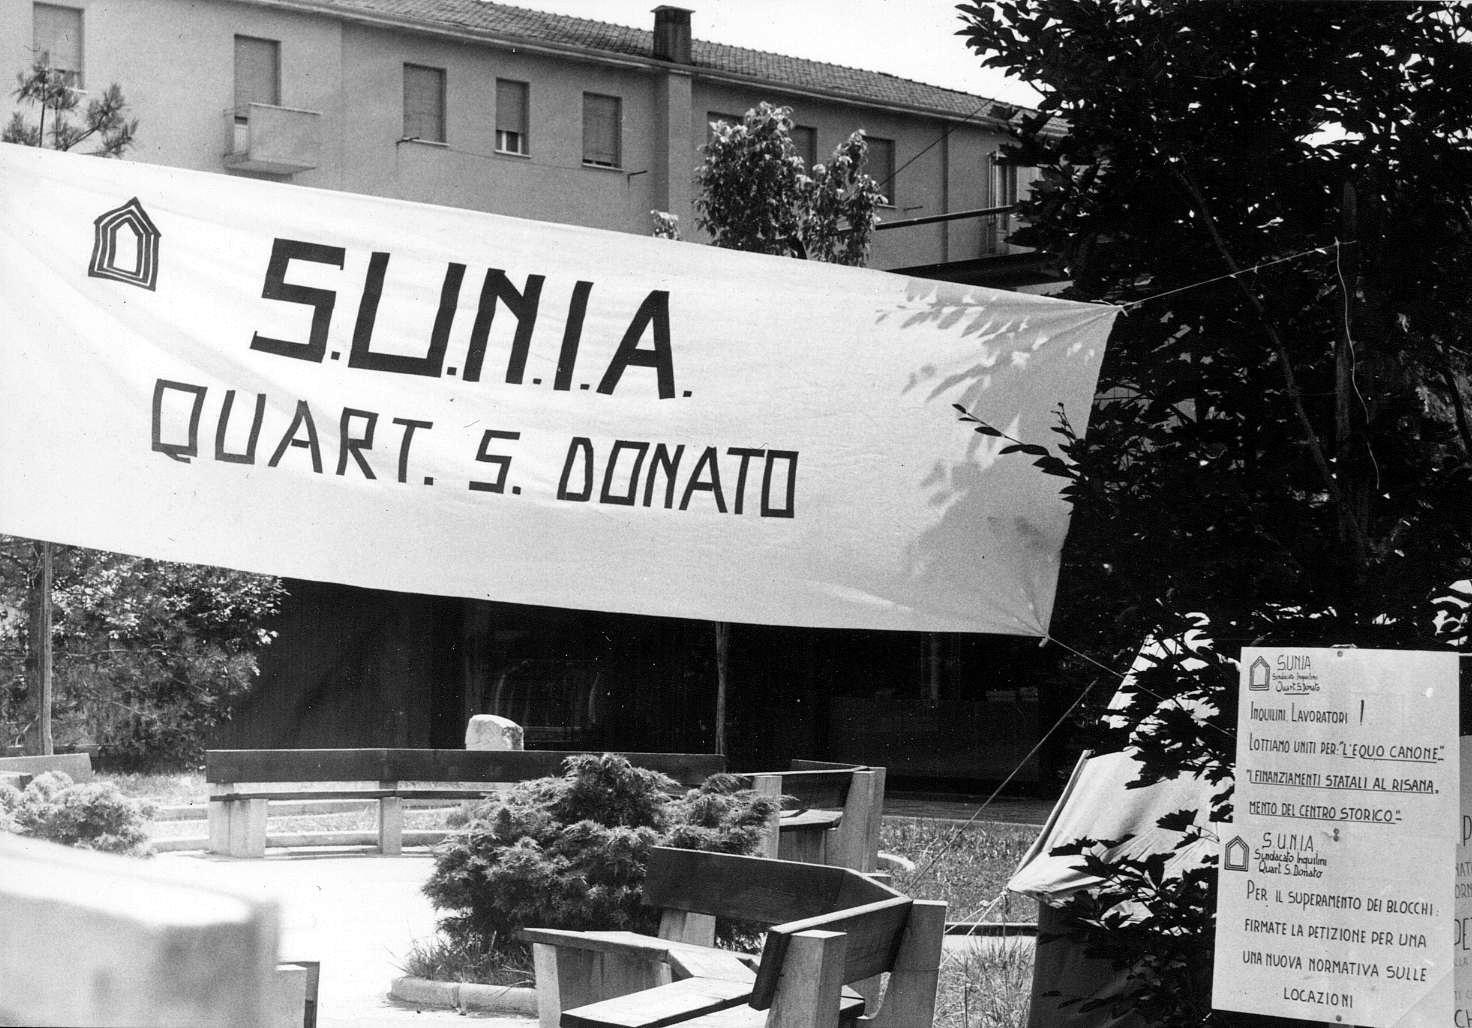 S.U.N.I.A.
QUART. S. DONATO
SUNIA
Sindacato Inquilini
Quart. S. Donato
INQUILINI, LAVORATORI !
LOTTIAMO UNITI PER: "L'EQUO CANONE"
"I FINANZIAMENTI STATALI AL RISANA.
MENTO DEL CENTRO STORICO"
S.U.N.I.A.
Sindacato Inquilini
Quart S. Donato
PER IL SUPERAMENTO DEI BLOCCHI:
FIRMATE LA PETIZIONE PER UNA
UNA NUOVA NORMATIVA SULLE
LOCAZIONI